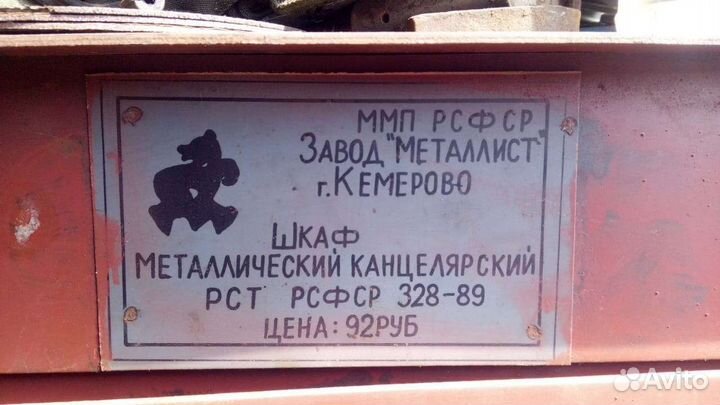 ММП РСФСР
ЗАВОД "МЕТАЛЛИСТ"
г. КЕМЕРОВО
ШКАФ
МЕТАЛЛИЧЕСКИЙ КАНЦЕЛЯРСКИЙ
РСТ РСФСР 328-89
ЦЕНА: 92РУБ
Avito